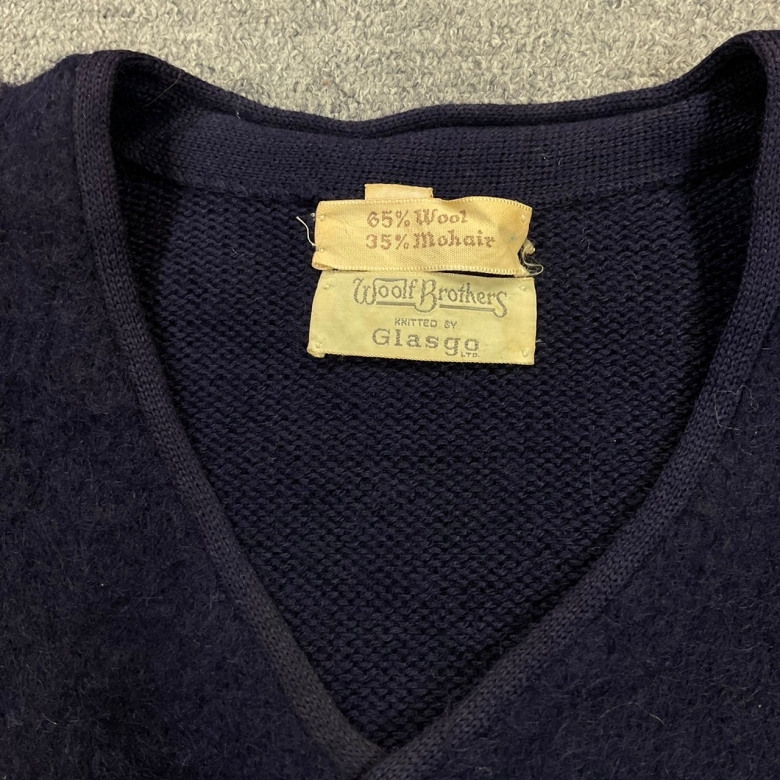 65% Wool
35% Mohair
Woolf Brothers
KNITTED BY
Glasgo
LTD.